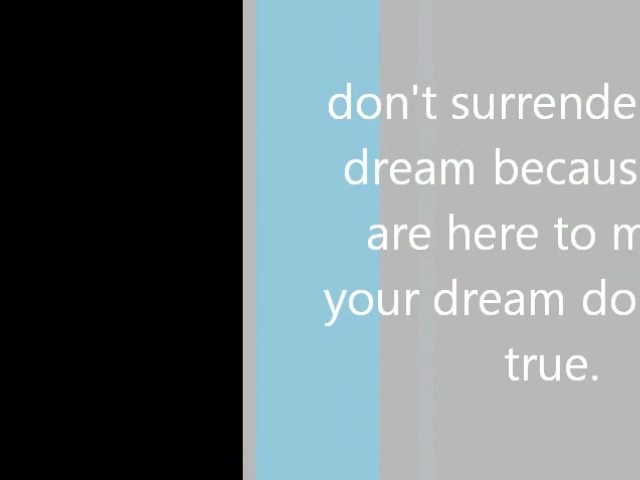 don't surrende
dream becaus
are here to m
your dream do
true.